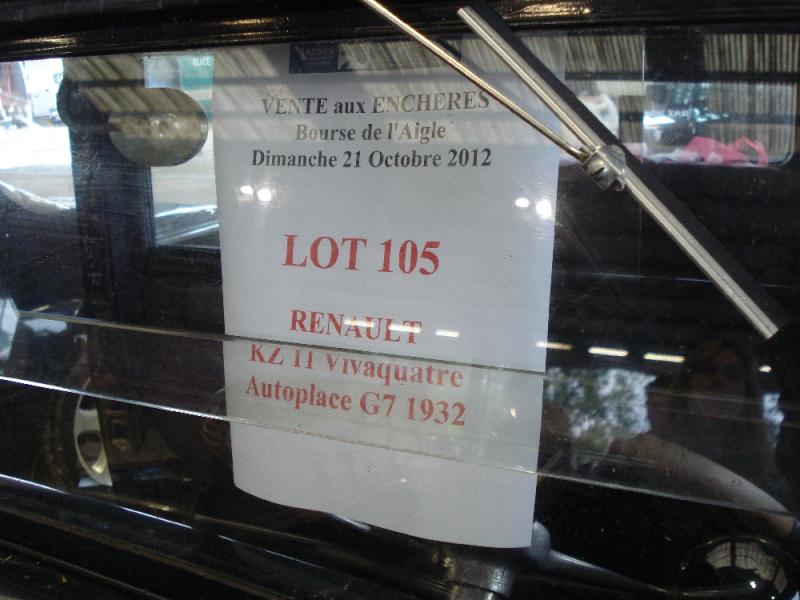 VENTE aux ENCHERES
Bourse de l'Aigle
Dimanche 21 Octobre 2012
LOT 105
RENAULT
KZ 11 Vivaquatre
Autoplace G7 1932